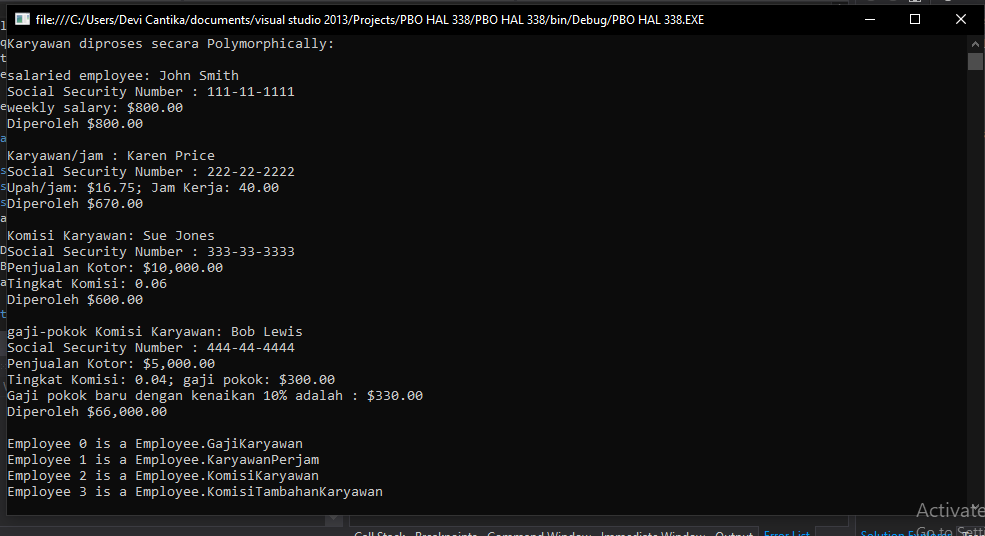 file:///C:/Users/Devi Cantika/documents/visual studio 2013/Projects/PBO HAL 338/PBO HAL 338/bin/Debug/PBO HAL 338.EXE
Karyawan diproses secara Polymorphically:
salaried employee: John Smith
Social Security Number : 111-11-1111
weekly salary: $800.00
Diperoleh $800.00
Karyawan/jam : Karen Price
Social Security Number : 222-22-2222
Upah/jam: $16.75; Jam Kerja: 40.00
Diperoleh $670.00
Komisi Karyawan: Sue Jones
Social Security Number : 333-33-3333
Penjualan Kotor: $10,000.00
Tingkat Komisi: 0.06
Diperoleh $600.00
gaji-pokok Komisi Karyawan: Bob Lewis
Social Security Number : 444-44-4444
Penjualan Kotor: $5,000.00
Tingkat Komisi: 0.04; gaji pokok: $300.00
Gaji pokok baru dengan kenaikan 10% adalah : $330.00
Diperoleh $66,000.00
Employee 0 is a Employee.GajiKaryawan
Employee 1 is a Employee.KaryawanPerjam
Employee 2 is a Employee.KomisiKaryawan
Employee 3 is a Employee.KomisiTambahanKaryawan
Activate
Go to Setti
Call Stack Breakpoints Command Window Immediate Window Output Error List Solution Explorer